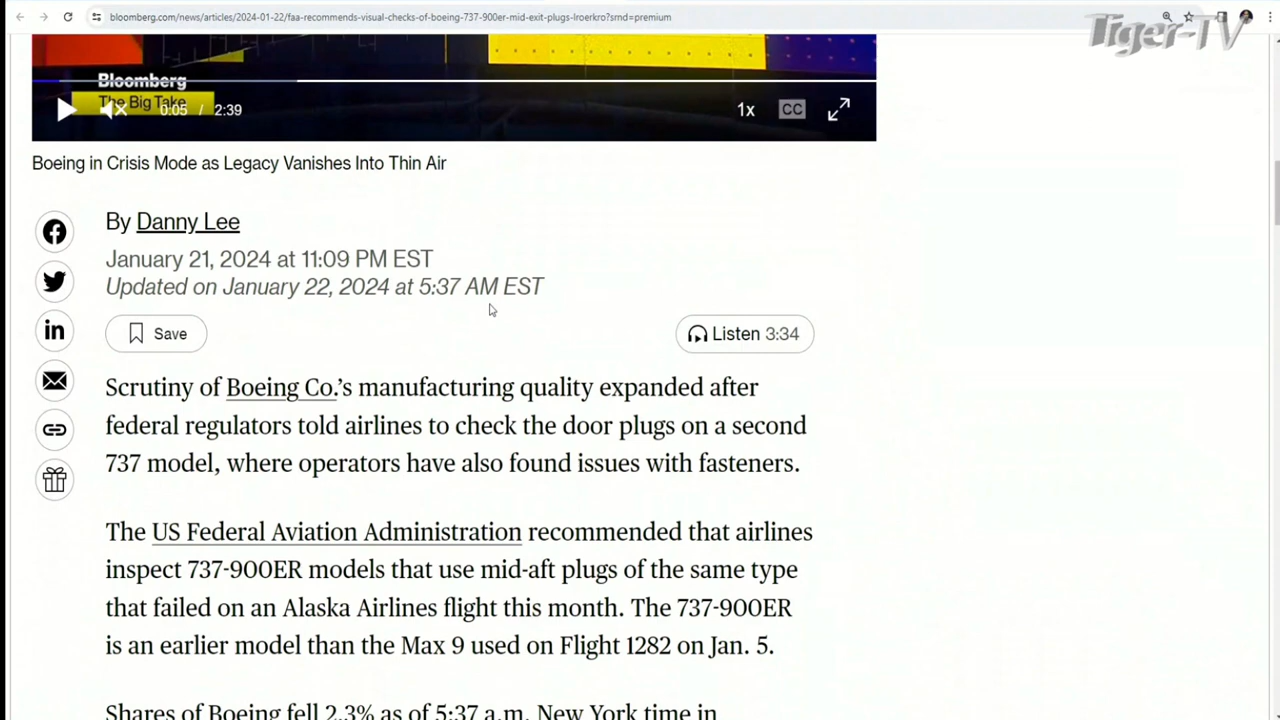 bloomberg.com/news/articles/2024-01-22/faa-recommends-visual-checks-of-boeing-737-900er-mid-exit-plugs-lroerkro?srnd=premium
Tiger-TV
Bloomberg
The Big Take
0:05 / 2:39
1x
CC
Boeing in Crisis Mode as Legacy Vanishes Into Thin Air
By Danny Lee
January 21, 2024 at 11:09 PM EST
Updated on January 22, 2024 at 5:37 AM EST
Save
Listen 3:34
Scrutiny of Boeing Co.'s manufacturing quality expanded after
federal regulators told airlines to check the door plugs on a second
737 model, where operators have also found issues with fasteners.
The US Federal Aviation Administration recommended that airlines
inspect 737-900ER models that use mid-aft plugs of the same type
that failed on an Alaska Airlines flight this month. The 737-900ER
is an earlier model than the Max 9 used on Flight 1282 on Jan. 5.
Shares of Boeing fell 2.3% as of 5:37 a.m. New York time in